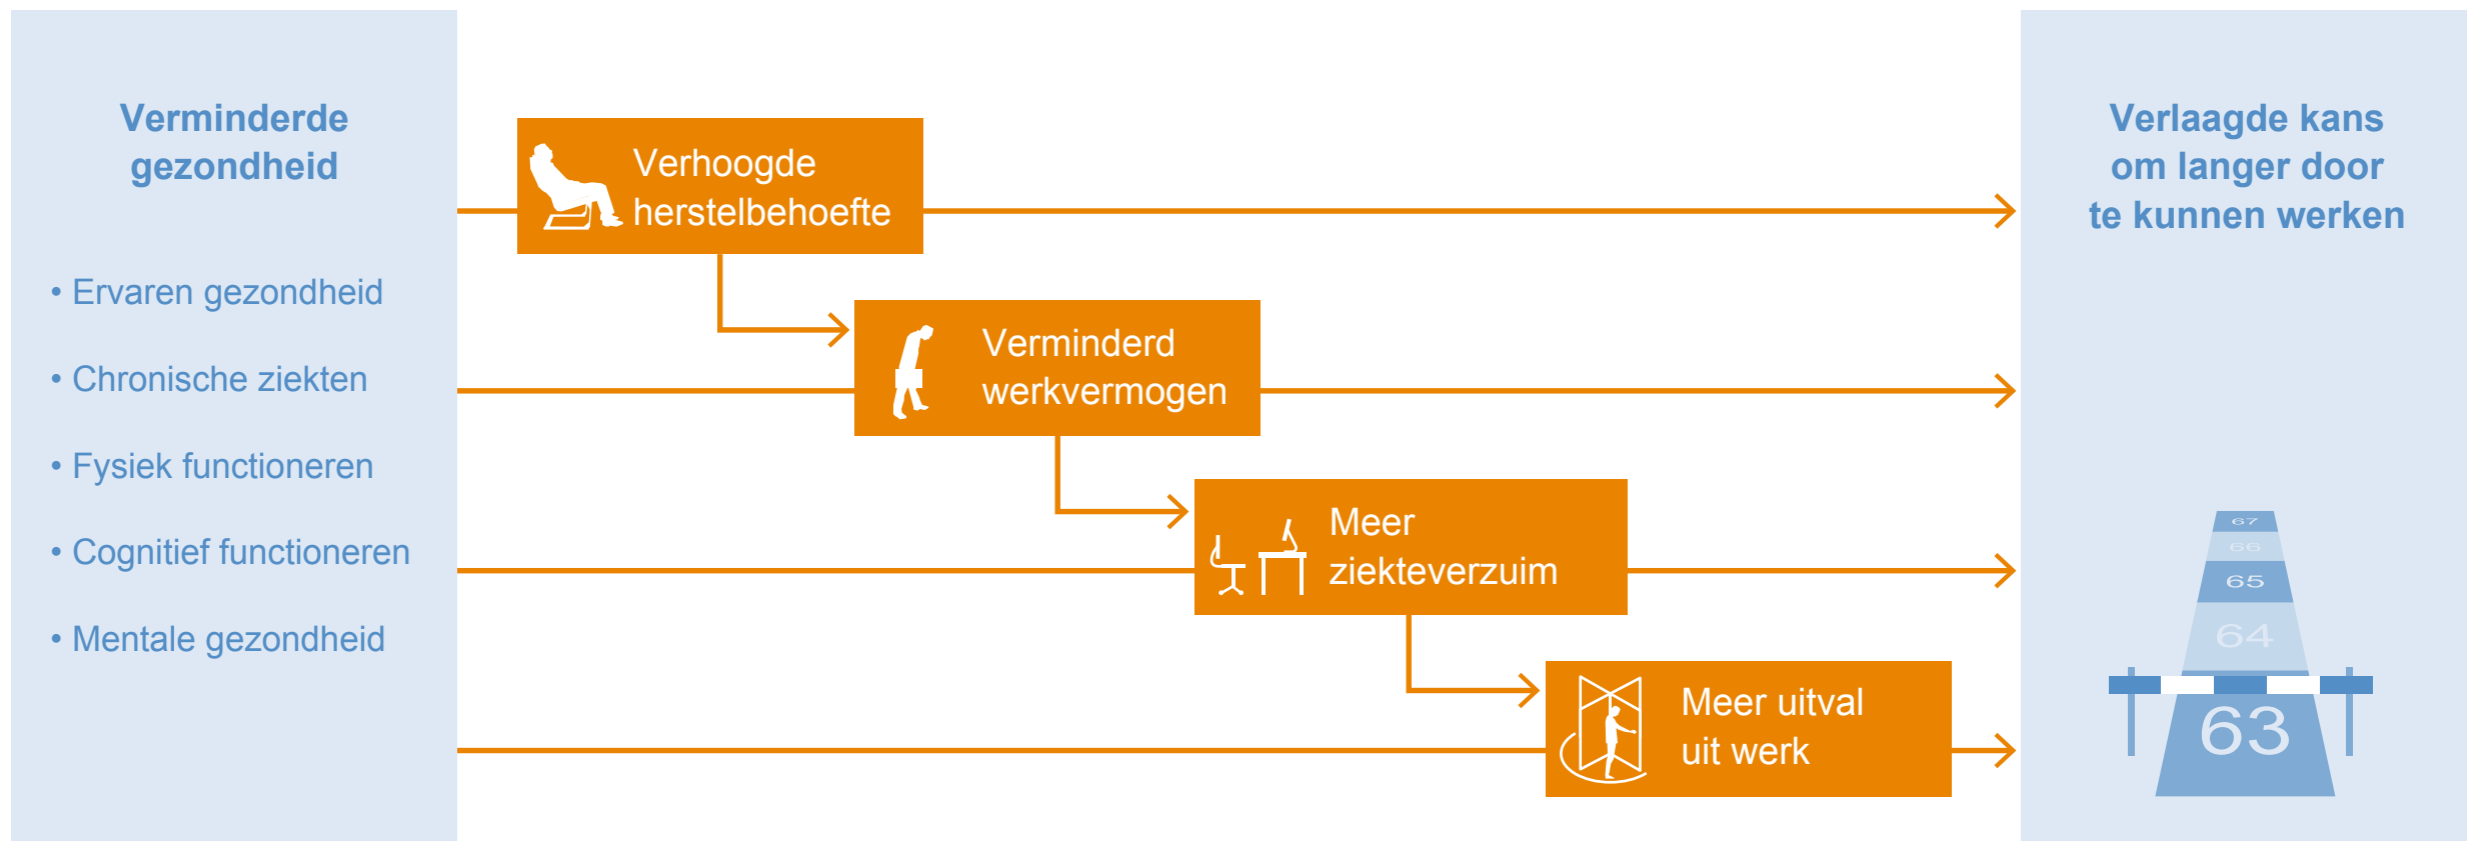 Verminderde
gezondheid
• Ervaren gezondheid
• Chronische ziekten
• Fysiek functioneren
• Cognitief functioneren
• Mentale gezondheid
Verhoogde
herstelbehoefte
Verminderd
werkvermogen
Meer
ziekteverzuim
Meer uitval
uit werk
Verlaagde kans
om langer door
te kunnen werken
67
66
65
64
63